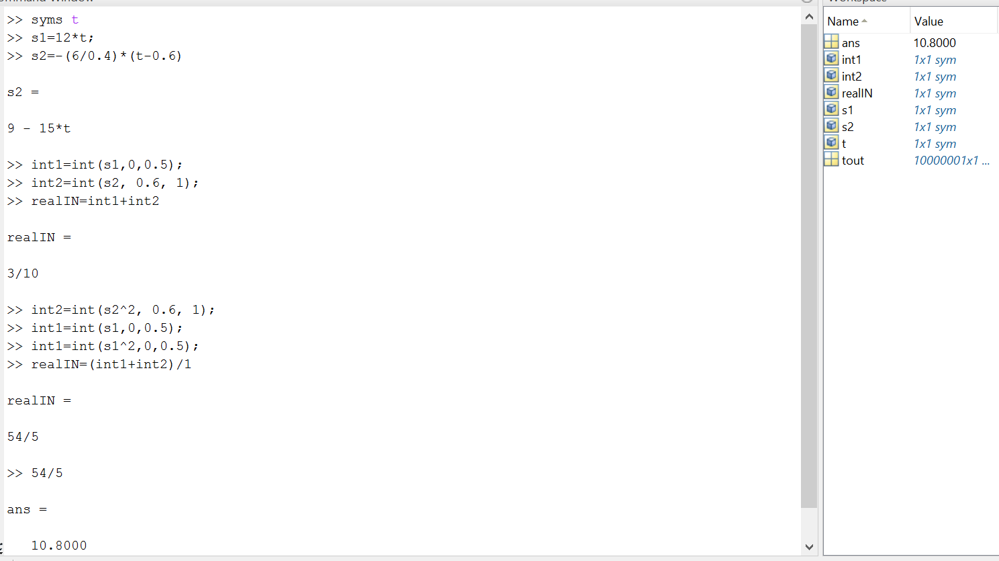 >> syms t
>> s1=12*t;
>> s2=-(6/0.4)*(t-0.6)
s2 =
9 - 15*t
>> int1=int(s1,0,0.5);
>> int2=int(s2, 0.6, 1);
>> realIN=int1+int2
realIN =
3/10
>> int2=int(s2^2, 0.6, 1);
>> int1=int(s1,0,0.5);
>> int1=int(s1^2,0,0.5);
>> realIN=(int1+int2)/1
realIN =
54/5
>> 54/5
ans =
10.8000
Workspace
Name Value
ans 10.8000
int1 1x1 sym
int2 1x1 sym
realIN 1x1 sym
s1 1x1 sym
s2 1x1 sym
t 1x1 sym
tout 10000001x1 ...